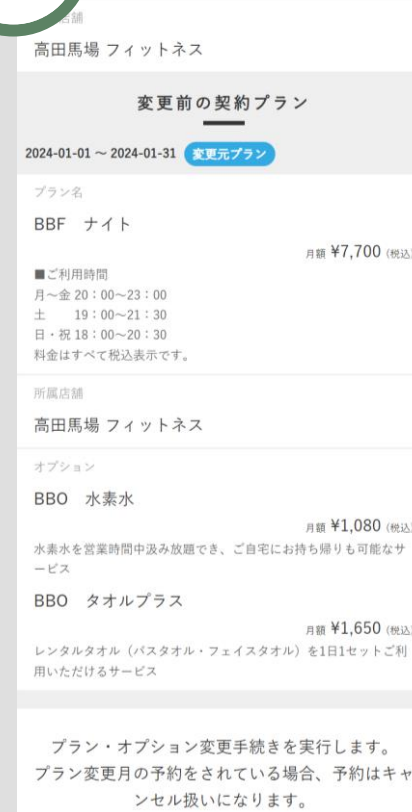 店舗
高田馬場 フィットネス
変更前の契約プラン
2024-01-01 ～ 2024-01-31 変更元プラン
プラン名
BBF　ナイト
月額 ¥7,700 (税込
■ご利用時間
月～金 20：00～23：00
土　　19：00～21：30
日・祝 18：00～20：30
料金はすべて税込表示です。
所属店舗
高田馬場 フィットネス
オプション
BBO　水素水
月額 ¥1,080 (税込
水素水を営業時間中汲み放題でき、ご自宅にお持ち帰りも可能なサ
ービス
BBO　タオルプラス
月額 ¥1,650 (税込
レンタルタオル（バスタオル・フェイスタオル）を1日1セットご利
用いただけるサービス
プラン・オプション変更手続きを実行します。
プラン変更月の予約をされている場合、予約はキャ
ンセル扱いになります。